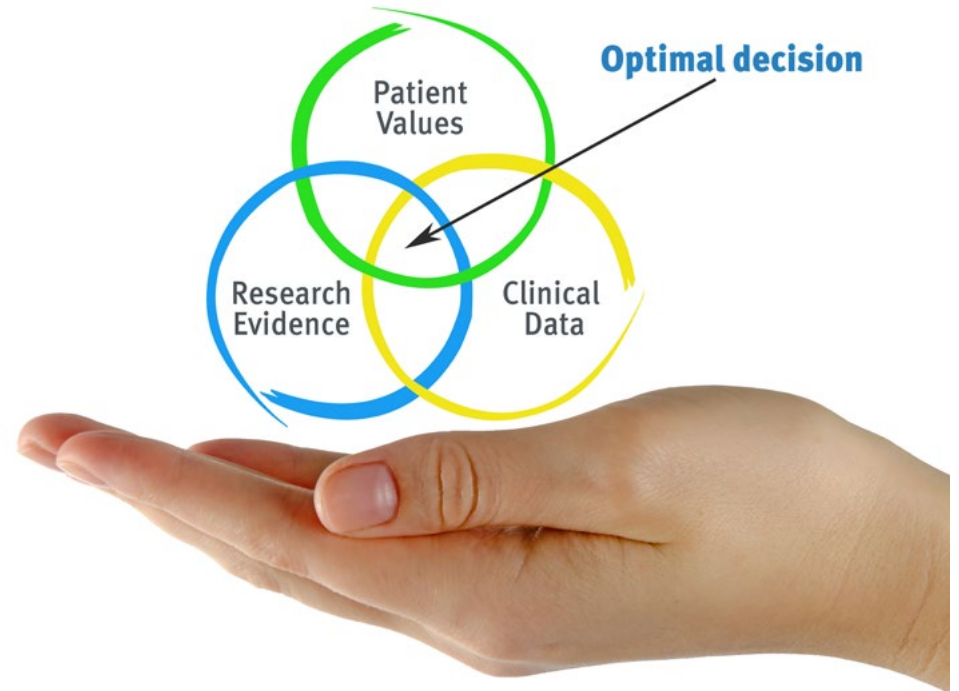 Optimal decision
Patient
Values
Research
Evidence
Clinical
Data